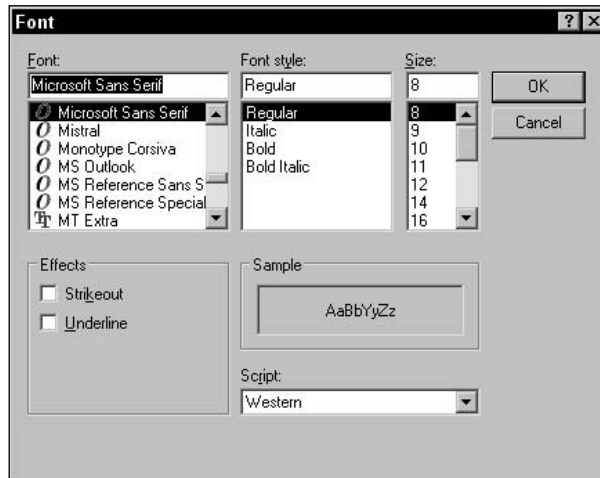 Font
Font: Font style: Size:
Microsoft Sans Serif Regular 8 OK
Microsoft Sans Serif Regular 8 Cancel
Mistral Italic 9
Monotype Corsiva Bold 10
MS Outlook Bold Italic 11
MS Reference Sans S 12
MS Reference Special 14
MT Extra 16
Effects Sample
Strikeout AaBbYyZz
Underline
Script:
Western